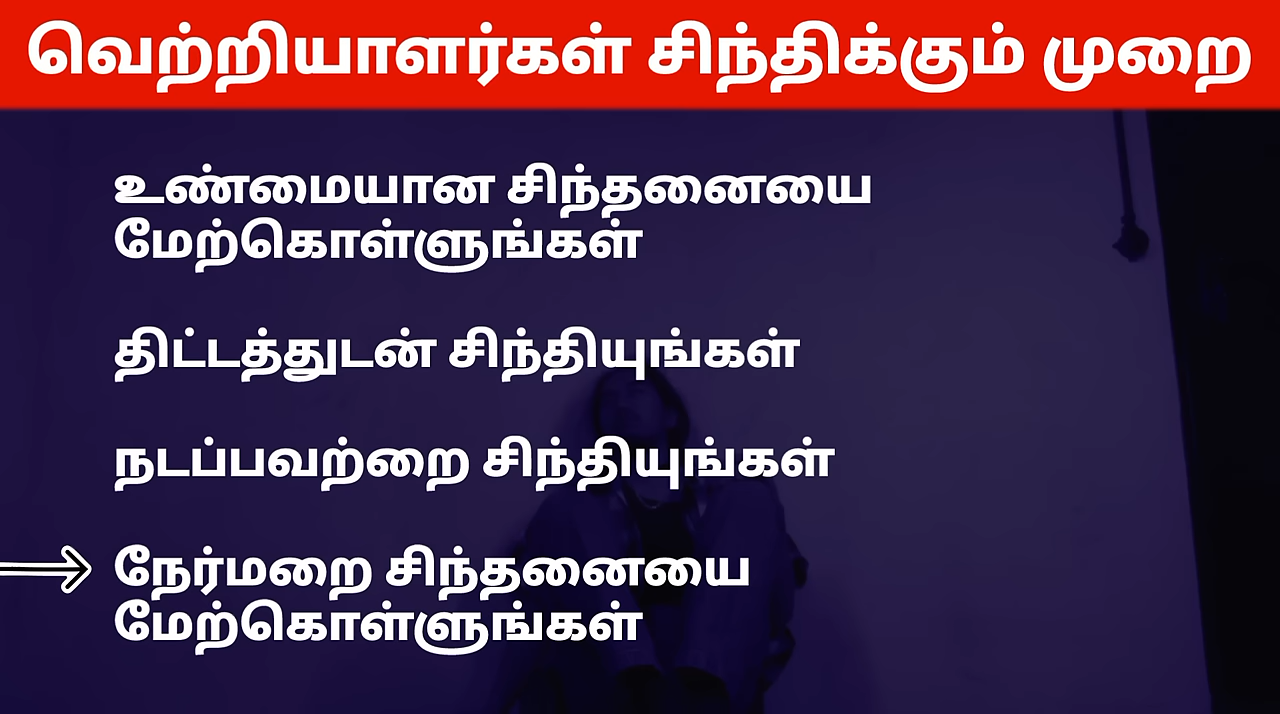 வெற்றியாளர்கள் சிந்திக்கும் முறை
உண்மையான சிந்தனையை
மேற்கொள்ளுங்கள்
திட்டத்துடன் சிந்தியுங்கள்
நடப்பவற்றை சிந்தியுங்கள்
நேர்மறை சிந்தனையை
மேற்கொள்ளுங்கள்